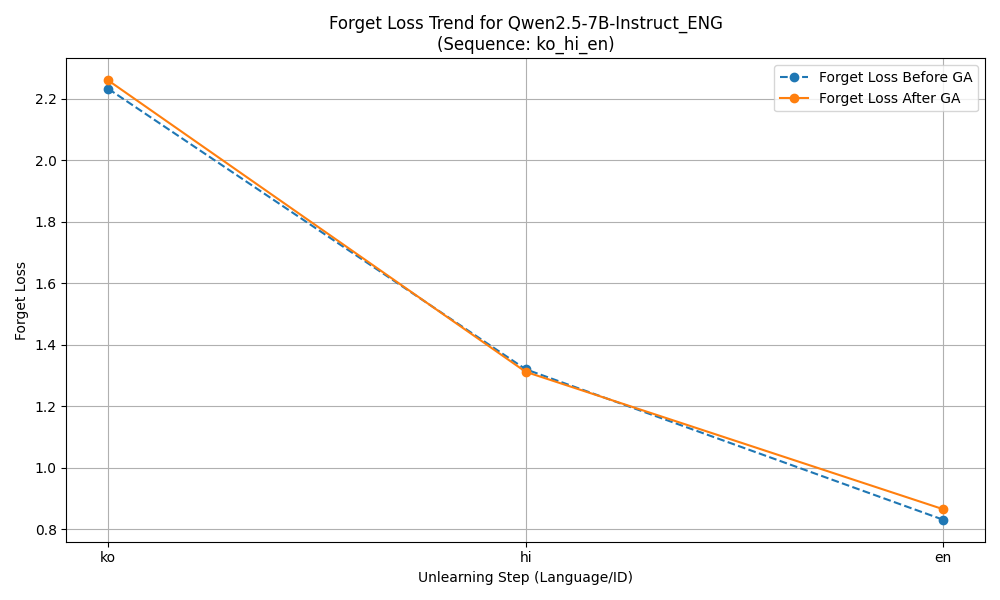 Forget Loss Trend for Qwen2.5-7B-Instruct_ENG
(Sequence: ko_hi_en)
Forget Loss Before GA
Forget Loss After GA
Forget Loss
2.2
2.0
1.8
1.6
1.4
1.2
1.0
0.8
ko
hi
en
Unlearning Step (Language/ID)